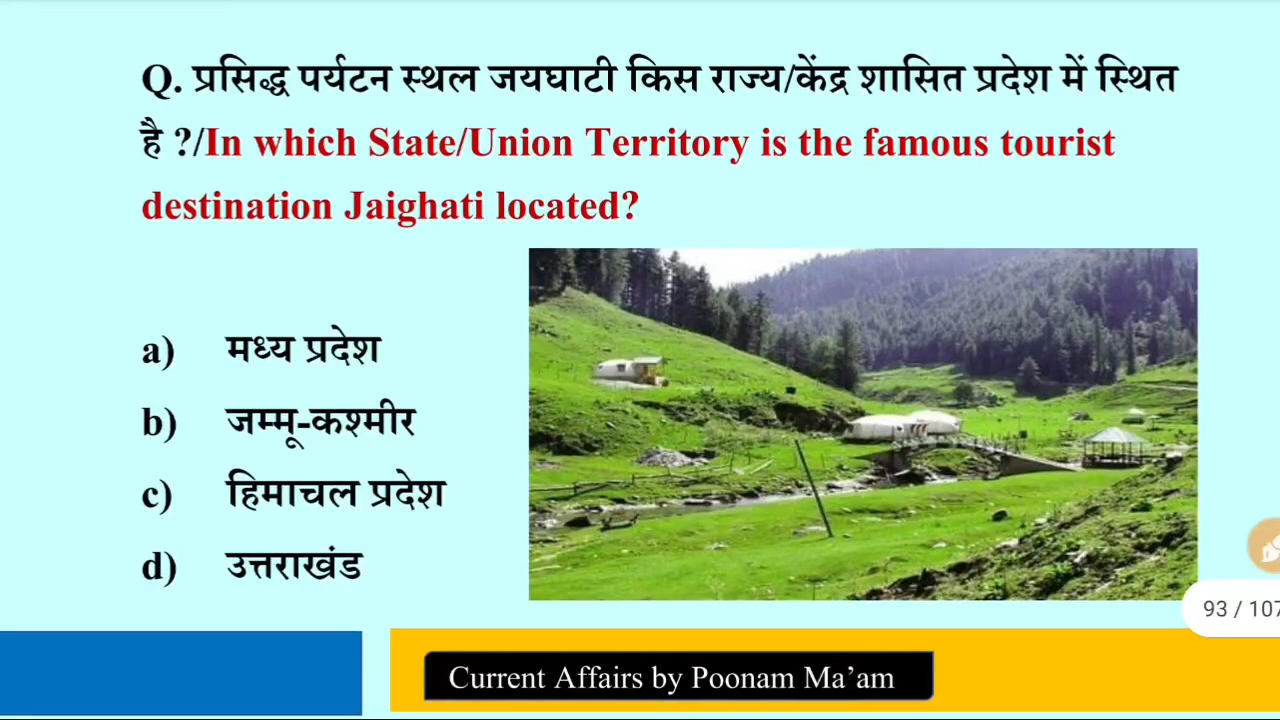 Q. प्रसिद्ध पर्यटन स्थल जयघाटी किस राज्य/केंद्र शासित प्रदेश में स्थित
है ?/In which State/Union Territory is the famous tourist
destination Jaighati located?
a) मध्य प्रदेश
b) जम्मू-कश्मीर
c) हिमाचल प्रदेश
d) उत्तराखंड
93 / 107
Current Affairs by Poonam Ma’am